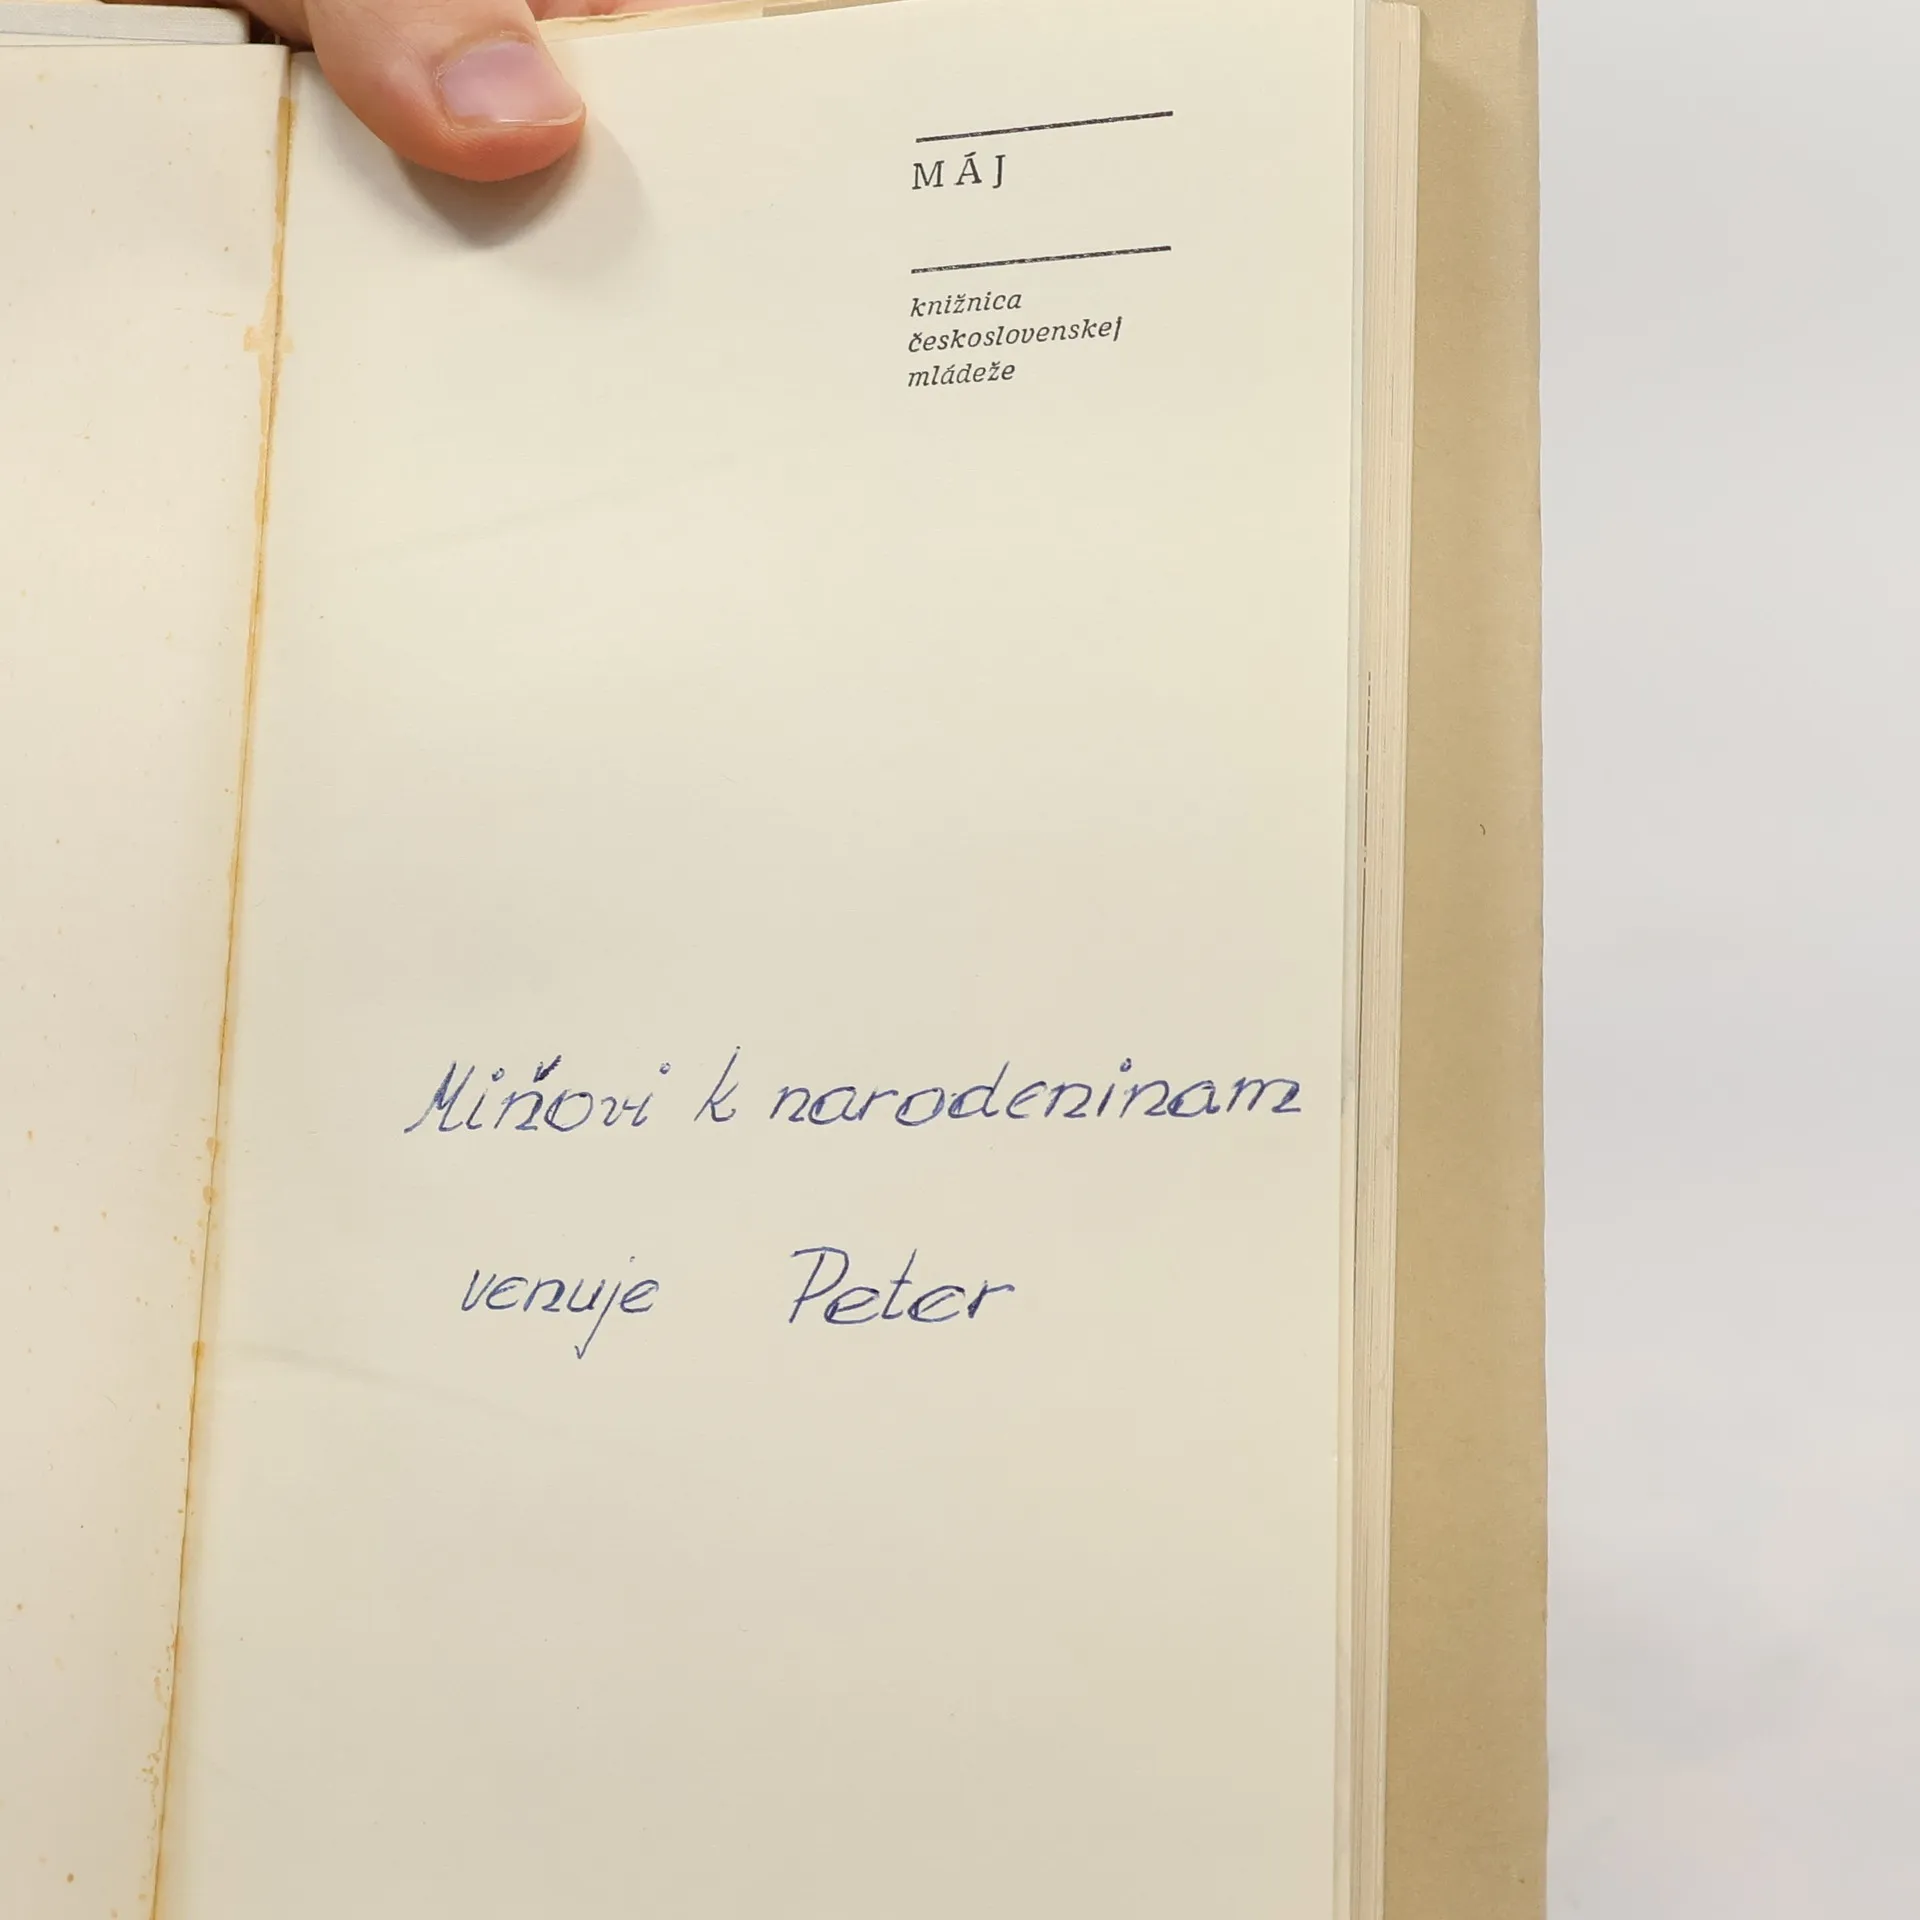 MÁJ
knižnica
československej
mládeže
Miňovi k narodeninam
venuje Peter